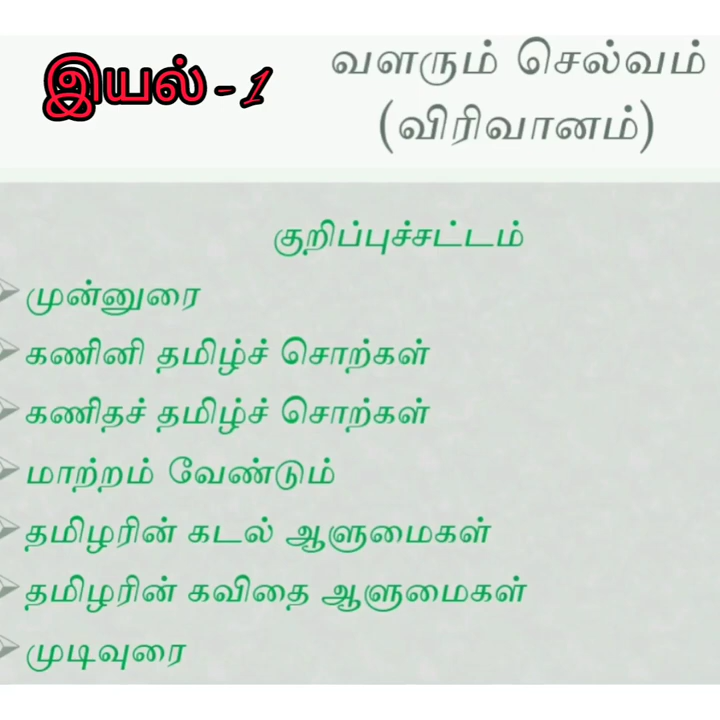 இயல் - 1
வளரும் செல்வம்
(விரிவானம்)
குறிப்புச்சட்டம்
முன்னுரை
கணினி தமிழ்ச் சொற்கள்
கணிதச் தமிழ்ச் சொற்கள்
மாற்றம் வேண்டும்
தமிழரின் கடல் ஆளுமைகள்
தமிழரின் கவிதை ஆளுமைகள்
முடிவுரை